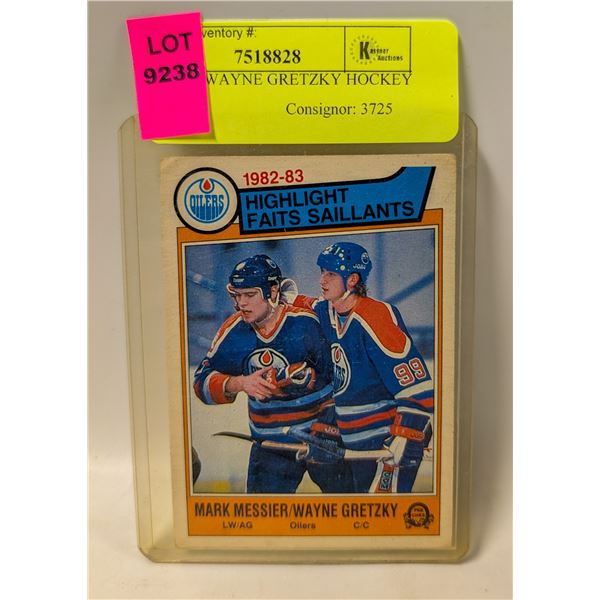 LOT
9238
ventory #:
7518828
Kastner
Auctions
WAYNE GRETZKY HOCKEY
Consignor: 3725
1982-83
OILERS
HIGHLIGHT
FAITS SAILLANTS
99
MARK MESSIER/WAYNE GRETZKY
LW/AG Oilers C/C